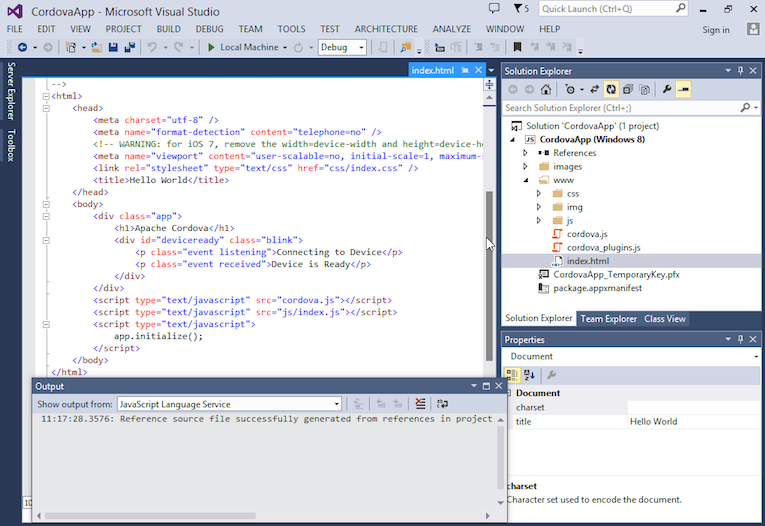 CordovaApp - Microsoft Visual Studio
5
Quick Launch (Ctrl+Q)
FILE EDIT VIEW PROJECT BUILD DEBUG TEAM TOOLS TEST ARCHITECTURE ANALYZE WINDOW HELP
Sign in
Local Machine
Debug
Server Explorer
Toolbox
index.html
-->
<html>
<head>
<meta charset="utf-8" />
<meta name="format-detection" content="telephone=no" />
<!-- WARNING: for iOS 7, remove the width=device-width and height=device-he
<meta name="viewport" content="user-scalable=no, initial-scale=1, maximum-s
<link rel="stylesheet" type="text/css" href="css/index.css" />
<title>Hello World</title>
</head>
<body>
<div class="app">
<h1>Apache Cordova</h1>
<div id="deviceready" class="blink">
<p class="event listening">Connecting to Device</p>
<p class="event received">Device is Ready</p>
</div>
</div>
<script type="text/javascript" src="cordova.js"></script>
<script type="text/javascript" src="js/index.js"></script>
<script type="text/javascript">
app.initialize();
</script>
</body>
</html>
10
Output
Show output from: JavaScript Language Service
11:17:28.3576: Reference source file successfully generated from references in project
Solution Explorer
Search Solution Explorer (Ctrl+;)
Solution 'CordovaApp' (1 project)
JS CordovaApp (Windows 8)
References
images
www
css
img
js
cordova.js
cordova_plugins.js
index.html
CordovaApp_TemporaryKey.pfx
package.appxmanifest
Solution Explorer Team Explorer Class View
Properties
Document
Document
charset
title Hello World
charset
Character set used to encode the document.